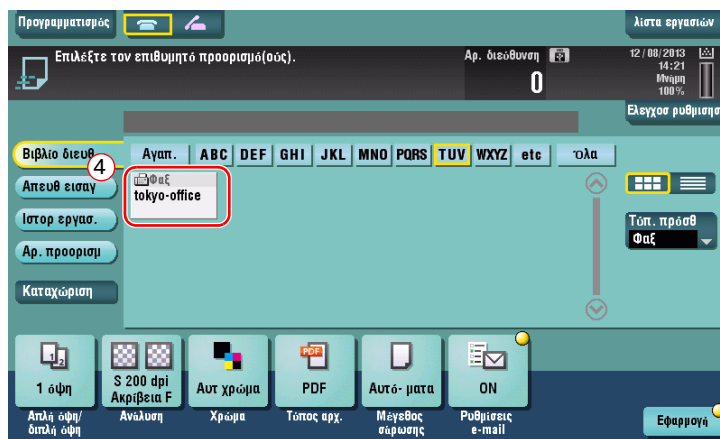 Προγραμματισμός
λίστα εργασιών
Επιλέξτε τον επιθυμητό προορισμό(ούς).
Αρ. διεύθυνση
0
12/08/2013
14:21
Μνήμη
100%
Ελεγχοσ ρυθμισησ
Βιβλίο διευθ
4
Αγαπ. ABC DEF GHI JKL MNO PQRS TUV WXYZ etc Όλα
Φαξ
tokyo-office
Απευθ εισαγ
Ιστορ εργασ.
Αρ. προορισμ
Καταχώριση
Τύπ. πρόσθ
Φαξ
1 2
1 όψη
S 200 dpi
Ακρίβεια F
Αυτ χρώμα
PDF
PDF
Αυτό- ματα
ON
Απλή όψη/
διπλή όψη
Ανάλυση
Χρώμα
Τύπος αρχ.
Μέγεθος
σάρωσης
Ρυθμίσεις
e-mail
Εφαρμογή